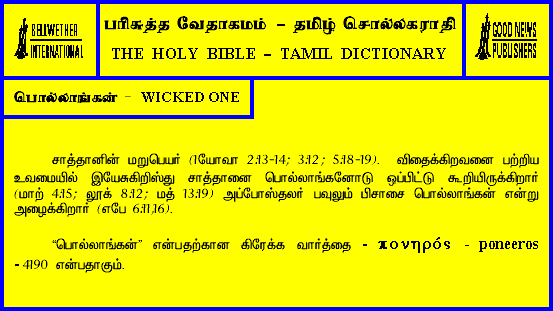 BELLWETHER
INTERNATIONAL
பரிசுத்த வேதாகமம் – தமிழ் சொல்லகராதி
THE HOLY BIBLE – TAMIL DICTIONARY
GOOD NEWS
PUBLISHERS
பொல்லாங்கன் – WICKED ONE
சாத்தானின் மறுபெயர் (1யோவா 2:13-14; 3:12; 5:18-19). விதைக்கிறவனை பற்றிய
உவமையில் இயேசுகிறிஸ்து சாத்தானை பொல்லாங்கனோடு ஒப்பிட்டு கூறியிருக்கிறார்
(மாற் 4:15; லூக் 8:12; மத் 13:19) அப்போஸ்தலர் பவுலும் பிசாசை பொல்லாங்கன் என்று
அழைக்கிறார் (எபே 6:11,16).
“பொல்லாங்கன்” என்பதற்கான கிரேக்க வார்த்தை - πονηρός - poneeros
- 4190 என்பதாகும்.